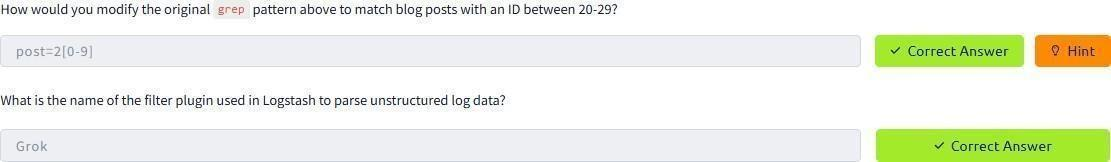 How would you modify the original grep pattern above to match blog posts with an ID between 20-29?
post=2[0-9]
Correct Answer
Hint
What is the name of the filter plugin used in Logstash to parse unstructured log data?
Grok
Correct Answer